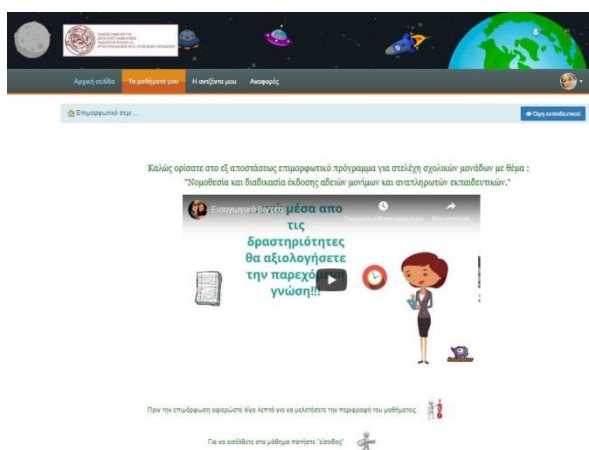 Αρχική σελίδα Τα μαθήματά μου Η αντζέντα μου Αναφορές
Επιμορφωτικό σεμ ...
Όψη εκπαιδευτικού
Καλώς ορίσατε στο εξ αποστάσεως επιμορφωτικό πρόγραμμα για στελέχη σχολικών μονάδων με θέμα :
"Νομοθεσία και διαδικασία έκδοσης αδειών μονίμων και αναπληρωτών εκπαιδευτικών."
Εισαγωγικό Βίντεο
μέσα απο
τις
δραστηριότητες
θα αξιολογήσετε
την παρεχόμενη
γνώση!!!
Πριν την επιμόρφωση αφιερώστε λίγα λεπτά για να μελετήσετε την περιγραφή του μαθήματος.
Για να εισέλθετε στο μάθημα πατήστε "είσοδος"